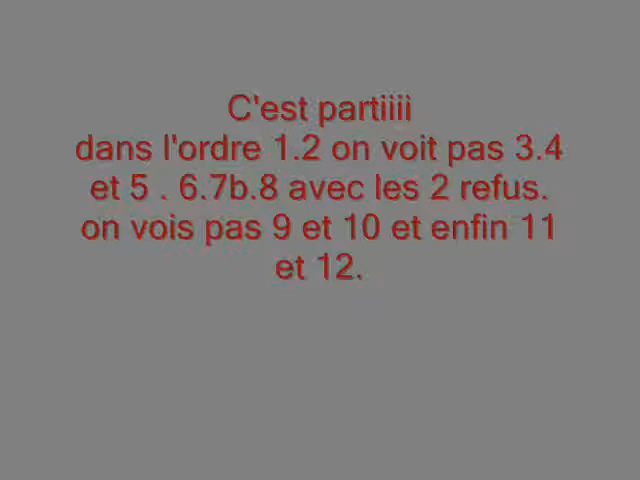 C'est partiiii
dans l'ordre 1.2 on voit pas 3.4
et 5 . 6.7b.8 avec les 2 refus.
on vois pas 9 et 10 et enfin 11
et 12.